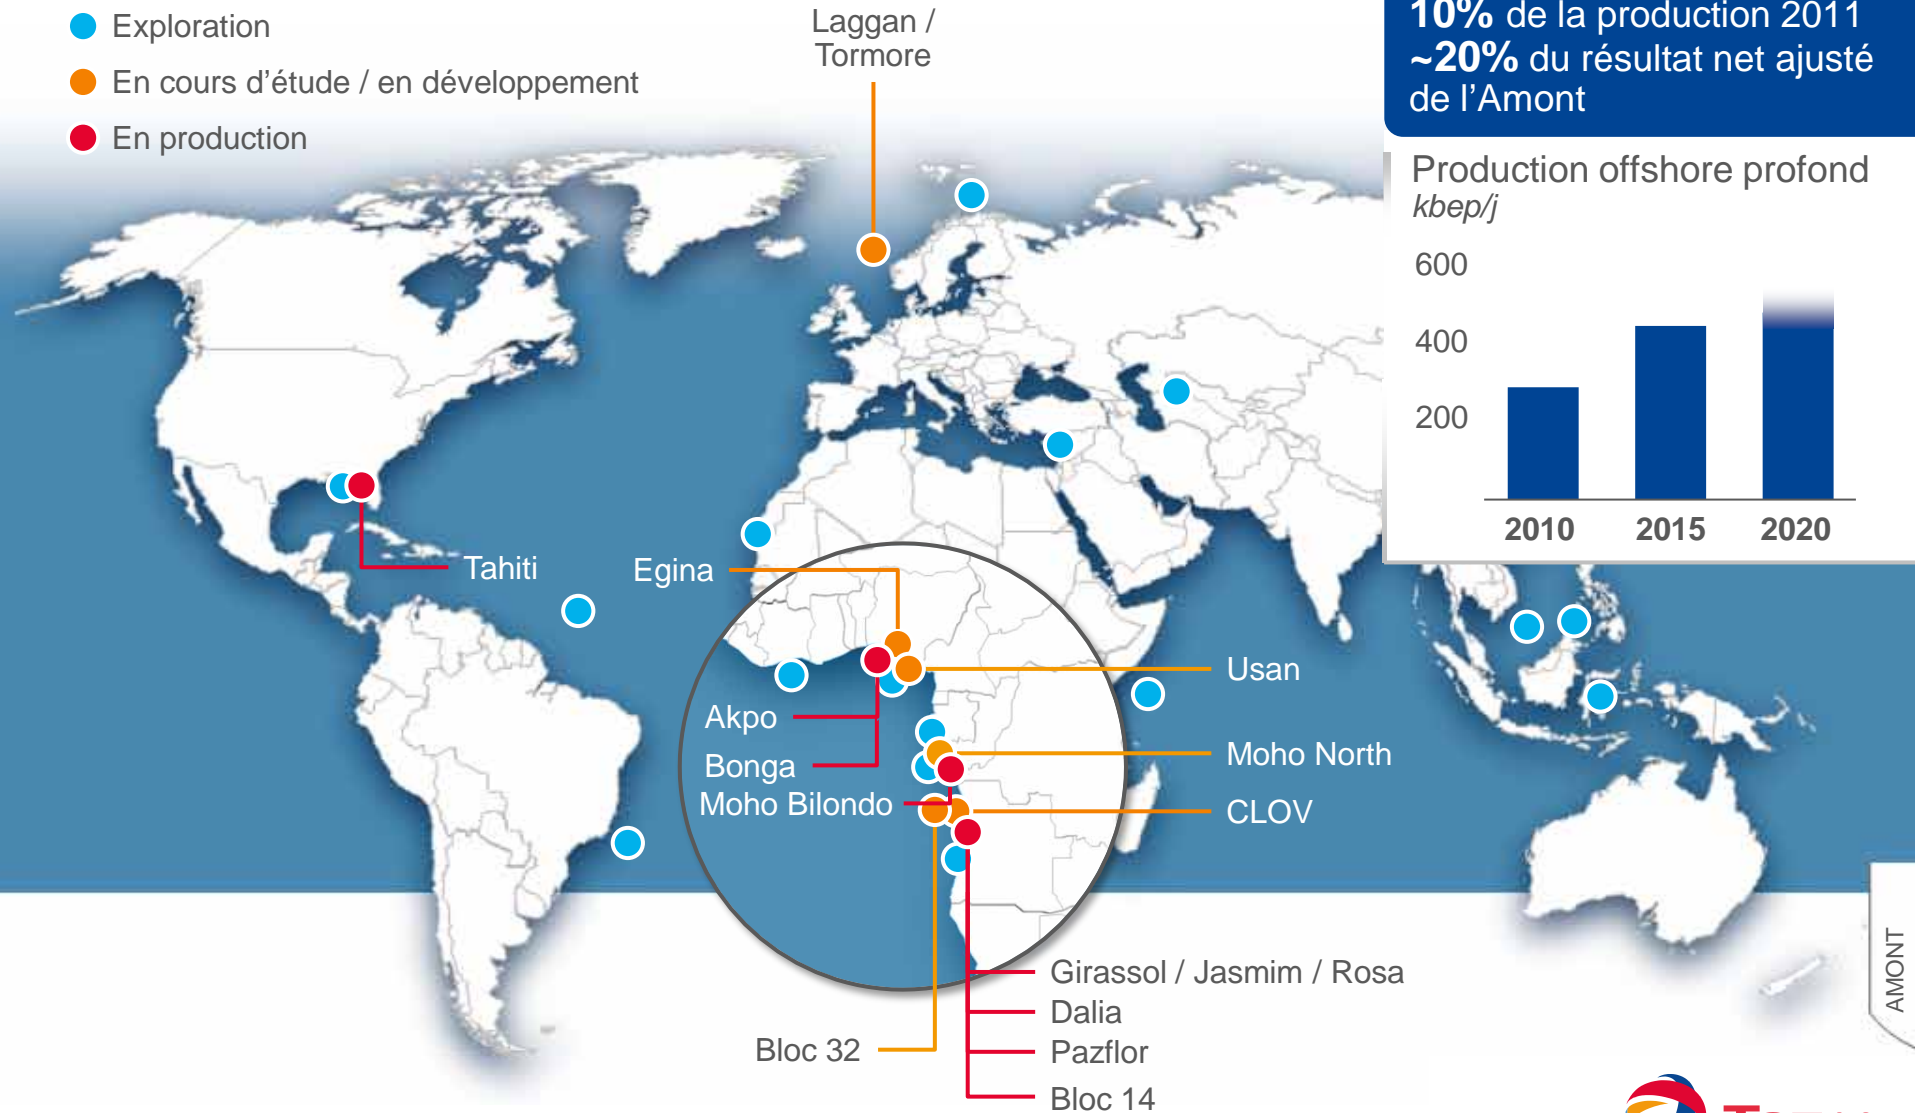 Exploration
En cours d'étude / en développement
En production
Laggan /
Tormore
10% de la production 2011
~20% du résultat net ajusté
de l'Amont
Production offshore profond
kbep/j
600
400
200
2010
2015
2020
Tahiti
Egina
Akpo
Bonga
Moho Bilondo
Usan
Moho North
CLOV
Girassol / Jasmim / Rosa
Dalia
Pazflor
Bloc 14
Bloc 32
AMONT